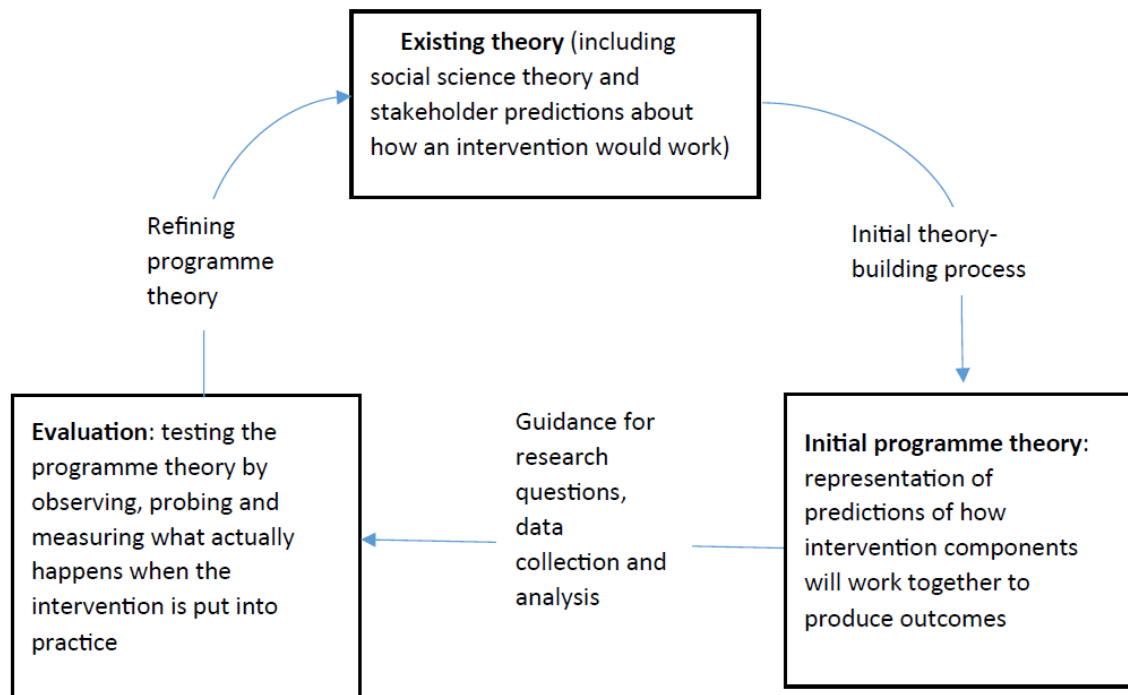 Existing theory (including
social science theory and
stakeholder predictions about
how an intervention would work)
Refining
programme
theory
Initial theory-
building process
Evaluation: testing the
programme theory by
observing, probing and
measuring what actually
happens when the
intervention is put into
practice
Guidance for
research
questions,
data
collection and
analysis
Initial programme theory:
representation of
predictions of how
intervention components
will work together to
produce outcomes